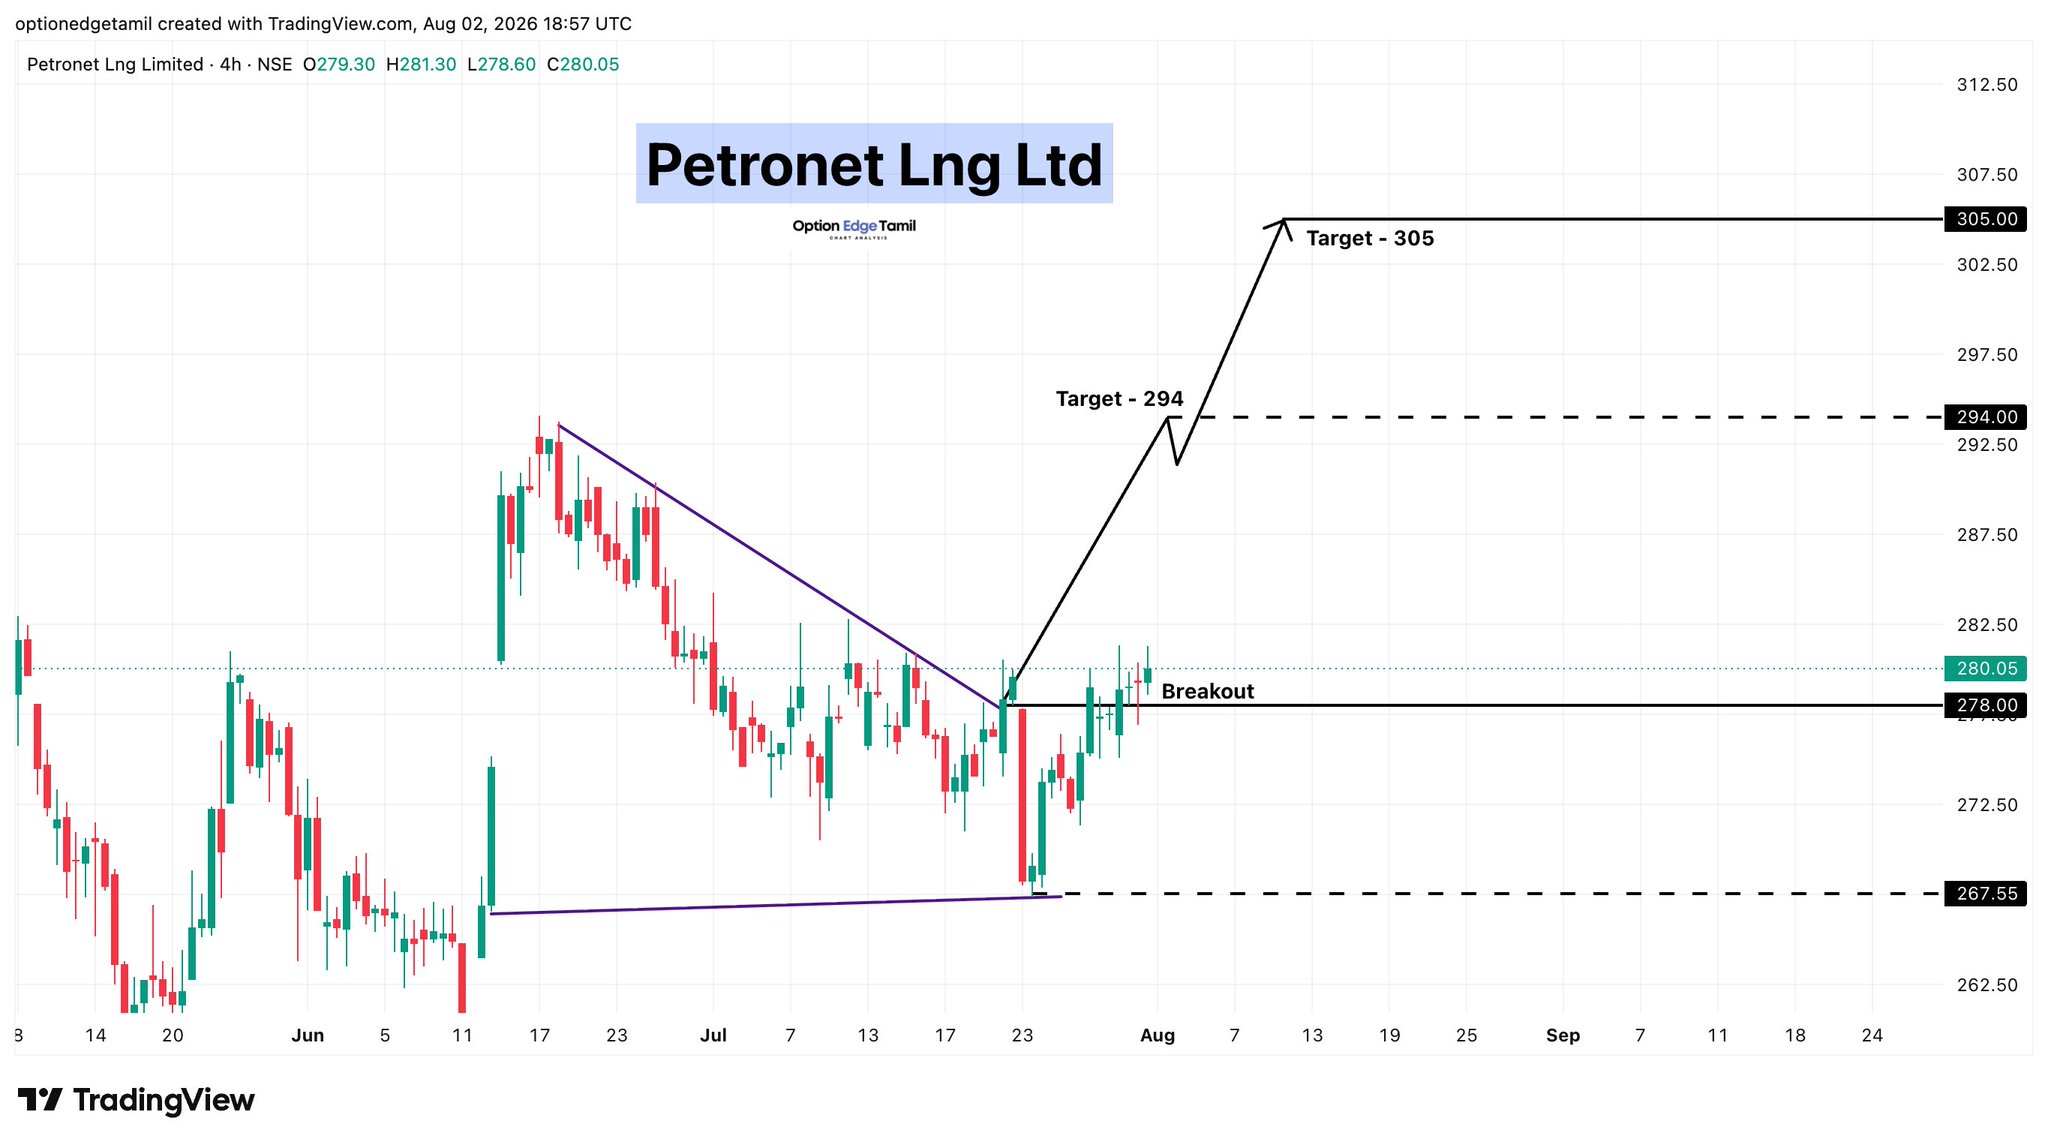 optionedgetamil created with TradingView.com, Aug 02, 2026 18:57 UTC
Petronet Lng Limited · 4h · NSE O279.30 H281.30 L278.60 C280.05
312.50
Petronet Lng Ltd
307.50
Option Edge Tamil
CHART ANALYSIS
305.00
Target - 305
302.50
297.50
Target - 294
294.00
292.50
287.50
282.50
280.05
Breakout
278.00
272.50
267.55
262.50
8 14 20 Jun 5 11 17 23 Jul 7 13 17 23 Aug 7 13 19 25 Sep 7 11 18 24
TradingView